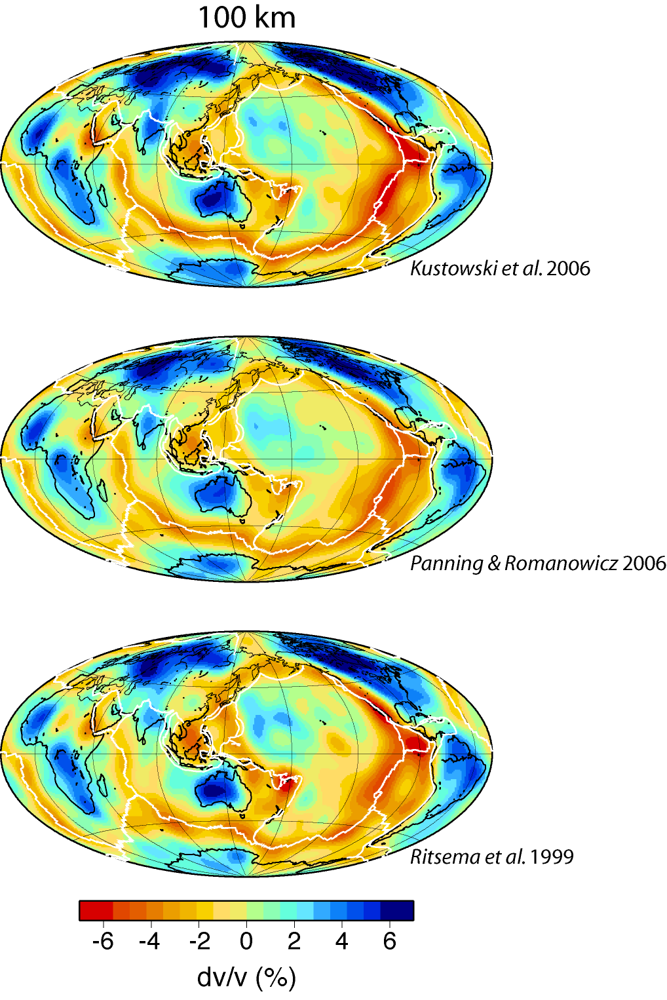 100 km
Kustowski et al. 2006
Panning & Romanowicz 2006
Ritsema et al. 1999
-6 -4 -2 0 2 4 6
dv/v (%)